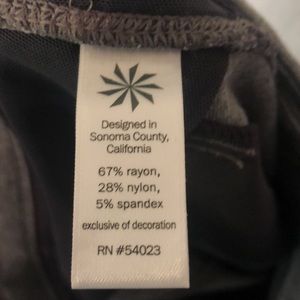 Designed in
Sonoma County,
California
67% rayon,
28% nylon,
5% spandex
exclusive of decoration
RN #54023